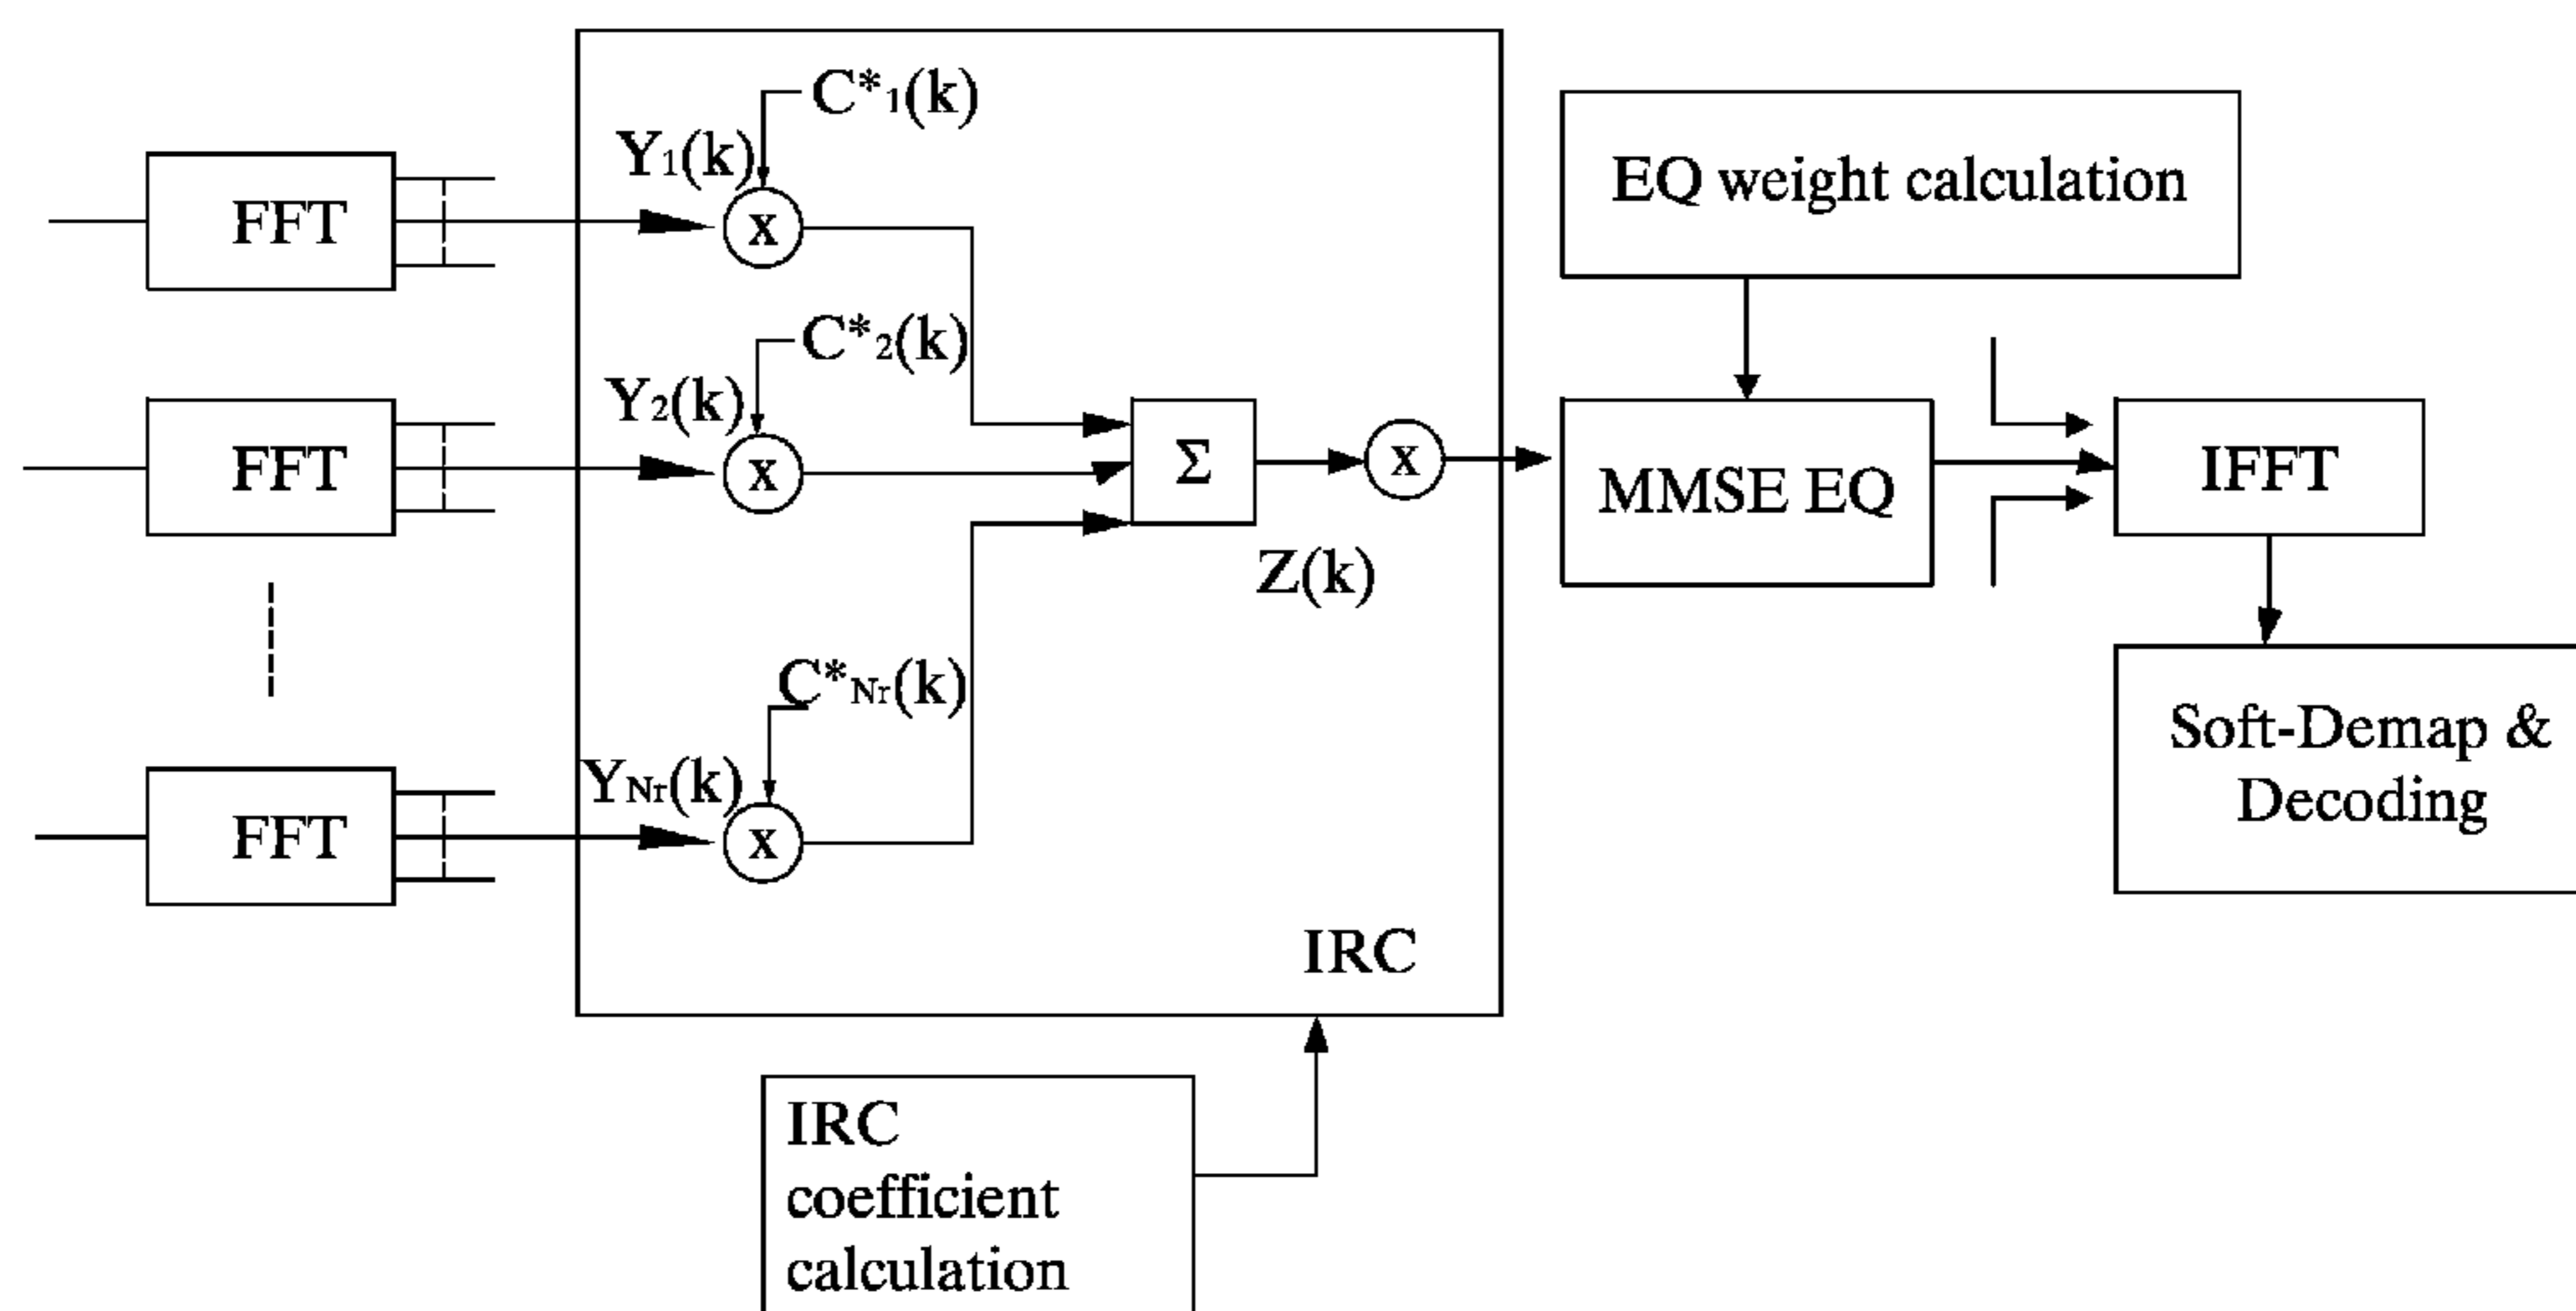 C*1(k)
Y1(k)
FFT
x
EQ weight calculation
C*2(k)
Y2(k)
FFT
x
Σ
x
MMSE EQ
IFFT
Z(k)
C*Nr(k)
YNr(k)
FFT
x
Soft-Demap &
Decoding
IRC
IRC
coefficient
calculation